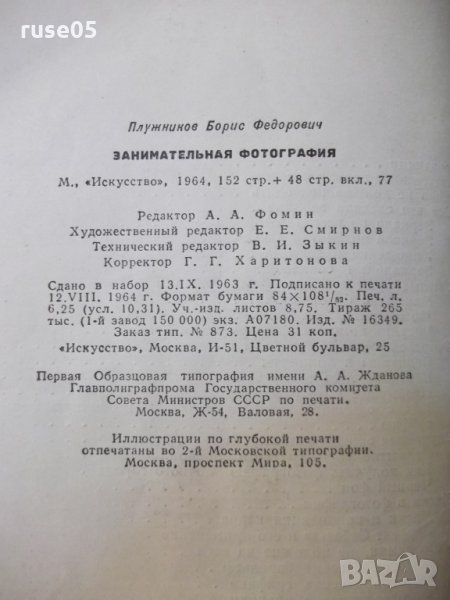 ruse05
Плужников Борис Федорович
ЗАНИМАТЕЛЬНАЯ ФОТОГРАФИЯ
М., «Искусство», 1964, 152 стр.+ 48 стр. вкл., 77
Редактор А. А. Фомин
Художественный редактор Е. Е. Смирнов
Технический редактор В. И. Зыкин
Корректор Г. Г. Харитонова
Сдано в набор 13.IX. 1963 г. Подписано к печати
12.VIII. 1964 г. Формат бумаги 84×108¹/₃₂. Печ. л.
6,25 (усл. 10,31). Уч.-изд. листов 8,75. Тираж 265
тыс. (1-й завод 150 000) экз. А07180. Изд. № 16349.
Заказ тип. № 873. Цена 31 коп.
«Искусство», Москва, И-51, Цветной бульвар, 25
Первая Образцовая типография имени А. А. Жданова
Главполиграфпрома Государственного комитета
Совета Министров СССР по печати.
Москва, Ж-54, Валовая, 28.
Иллюстрации по глубокой печати
отпечатаны во 2-й Московской типографии.
Москва, проспект Мира, 105.
BAZAR